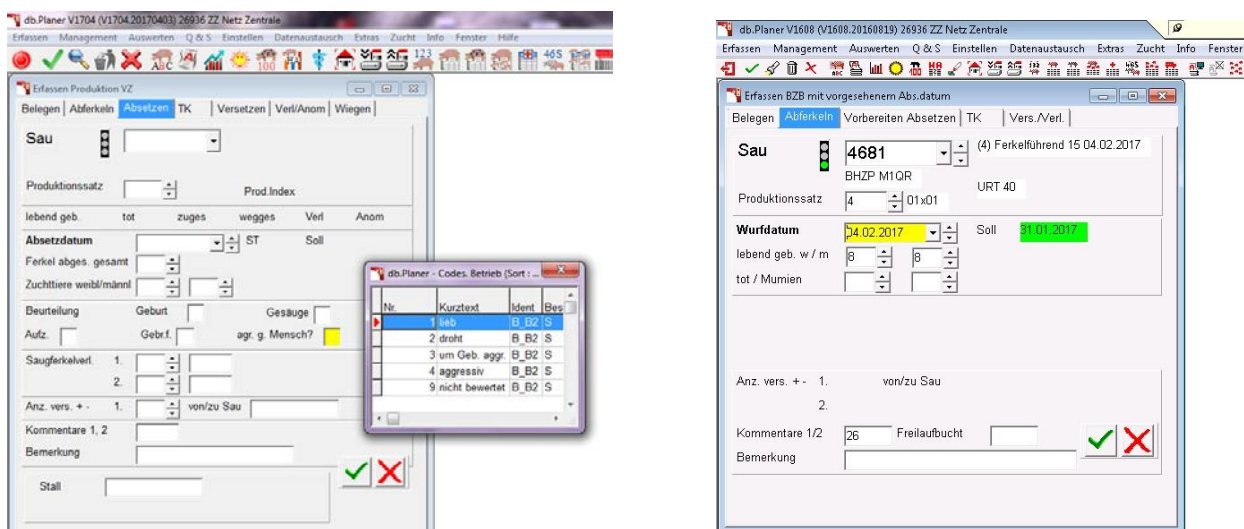 db.Planer V1704 (V1704.20170403) 26936 ZZ Netz Zentrale
Erfassen Management Auswerten Q & S Einstellen Datenaustausch Extras Zucht Info Fenster Hilfe
ABC 100 123 465
Erfassen Produktion VZ
Belegen Abferkeln Absetzen TK Versetzen Verl/Anom Wiegen
Sau
Produktionssatz Prod.Index
lebend geb. tot zuges wegges Verl Anom
Absetzdatum ST Soll
Ferkel abges. gesamt
Zuchttiere weibl/männl
Beurteilung Geburt Gesäuge
Aufz. Gebr.f. agr. g. Mensch?
Saugferkelverl. 1.
2.
Anz. vers. + - 1. von/zu Sau
Kommentare 1, 2
Bemerkung
Stall
db.Planer - Codes. Betrieb (Sort : ...
Nr. Kurztext Ident Bes
1 lieb B_B2 S
2 droht B_B2 S
3 um Geb. aggr. B_B2 S
4 aggressiv B_B2 S
9 nicht bewertet B_B2 S
db.Planer V1608 (V1608.20160819) 26936 ZZ Netz Zentrale
Erfassen Management Auswerten Q & S Einstellen Datenaustausch Extras Zucht Info Fenster
Erfassen BZB mit vorgesehenem Abs.datum
Belegen Abferkeln Vorbereiten Absetzen TK Vers./Verl.
Sau 4681 (4) Ferkelführend 15 04.02.2017
BHZP M1QR
URT 40
Produktionssatz 4 01x01
Wurfdatum 04.02.2017 Soll 31.01.2017
lebend geb. w / m 8 8
tot / Mumien
Anz. vers. + - 1. von/zu Sau
2.
Kommentare 1/2 26 Freilaufbucht
Bemerkung